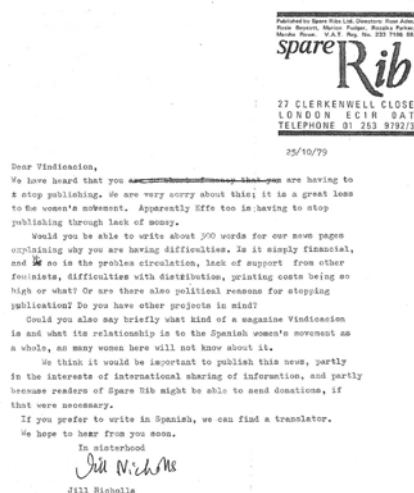 Published by Spare Ribs Ltd. Directors: Rose Ades,
Rosie Boycott, Marion Fudger, Rozsika Parker,
Marsha Rowe. V.A.T. Reg. No. 233 7186 88
spare
Rib
27 CLERKENWELL CLOSE
LONDON EC1R 0AT
TELEPHONE 01 253 9792/3
25/10/79
Dear Vindicacion,
We have heard that you are, in short of money that you are having to
x stop publishing. We are very sorry about this; it is a great loss
to the women's movement. Apparently Effe too is having to stop
publishing through lack of money.
Would you be able to write about 300 words for our news pages
explaining why you are having difficulties. Is it simply financial,
and so is the problem circulation, lack of support from other
feminists, difficulties with distribution, printing costs being so
high or what? Or are there also political reasons for stopping
publication? Do you have other projects in mind?
Could you also say briefly what kind of a magazine Vindicacion
is and what its relationship is to the Spanish women's movement as
a whole, as many women here will not know about it.
We think it would be important to publish this news, partly
in the interests of international sharing of information, and partly
because readers of Spare Rib might be able to send donations, if
that were necessary.
If you prefer to write in Spanish, we can find a translator.
We hope to hear from you soon.
In sisterhood
Jill Nicholls
Jill Nicholls